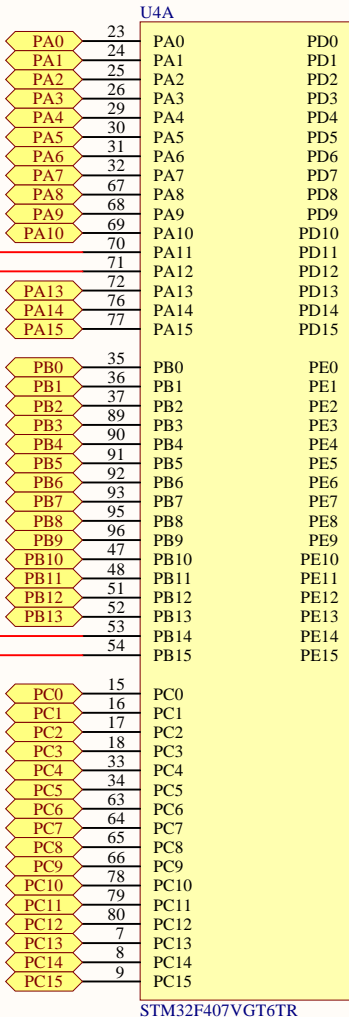 U4A
PA0 23 PA0 PD0
PA1 24 PA1 PD1
PA2 25 PA2 PD2
PA3 26 PA3 PD3
PA4 29 PA4 PD4
PA5 30 PA5 PD5
PA6 31 PA6 PD6
PA7 32 PA7 PD7
PA8 67 PA8 PD8
PA9 68 PA9 PD9
PA10 69 PA10 PD10
70 PA11 PD11
71 PA12 PD12
PA13 72 PA13 PD13
PA14 76 PA14 PD14
PA15 77 PA15 PD15
PB0 35 PB0 PE0
PB1 36 PB1 PE1
PB2 37 PB2 PE2
PB3 89 PB3 PE3
PB4 90 PB4 PE4
PB5 91 PB5 PE5
PB6 92 PB6 PE6
PB7 93 PB7 PE7
PB8 95 PB8 PE8
PB9 96 PB9 PE9
PB10 47 PB10 PE10
PB11 48 PB11 PE11
PB12 51 PB12 PE12
PB13 52 PB13 PE13
53 PB14 PE14
54 PB15 PE15
PC0 15 PC0
PC1 16 PC1
PC2 17 PC2
PC3 18 PC3
PC4 33 PC4
PC5 34 PC5
PC6 63 PC6
PC7 64 PC7
PC8 65 PC8
PC9 66 PC9
PC10 78 PC10
PC11 79 PC11
PC12 80 PC12
PC13 7 PC13
PC14 8 PC14
PC15 9 PC15
STM32F407VGT6TR